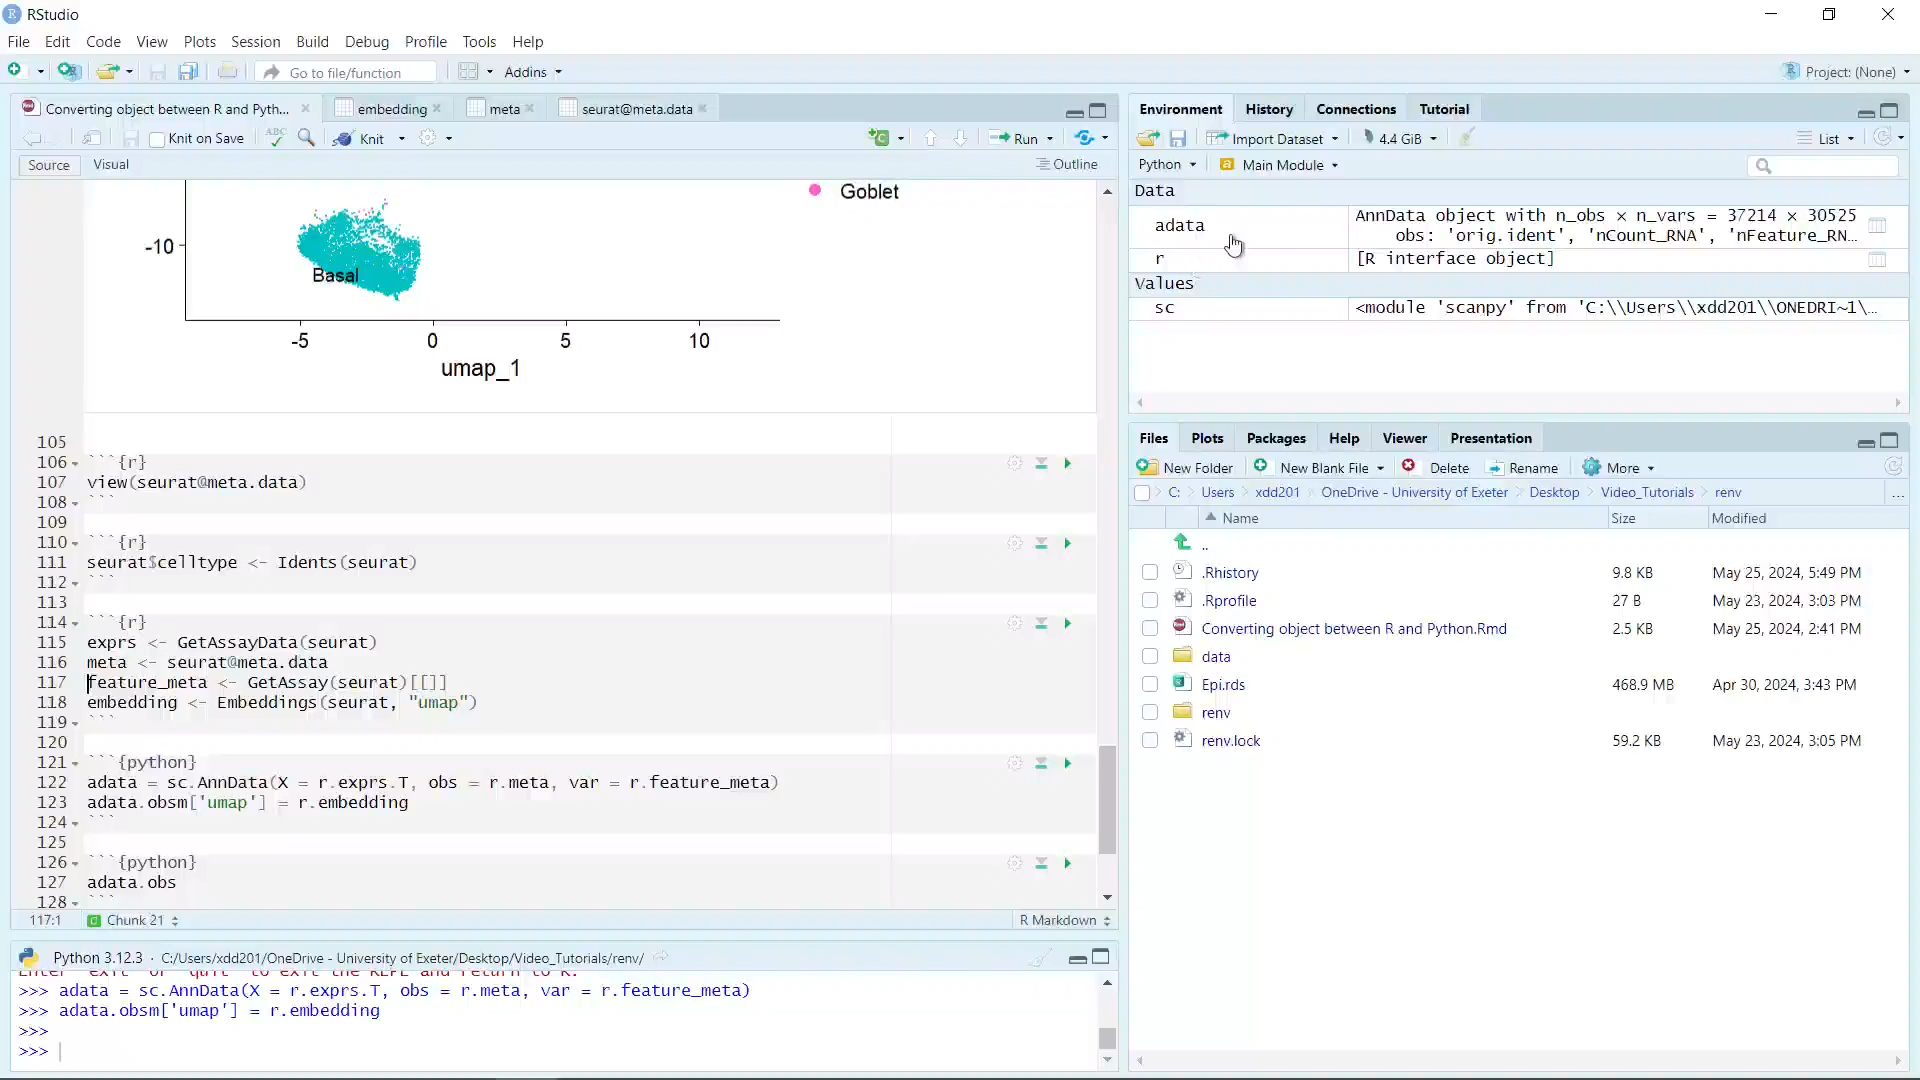 RStudio
File Edit Code View Plots Session Build Debug Profile Tools Help
Go to file/function Addins Project: (None)
Converting object between R and Pyth... embedding meta seurat@meta.data
Knit on Save ABC Knit Run
Source Visual Outline
Goblet
-10
Basal
-5 0 5 10
umap_1
105
106 ```{r}
107 view(seurat@meta.data)
108 ```
109
110 ```{r}
111 seurat$celltype <- Idents(seurat)
112 ```
113
114 ```{r}
115 exprs <- GetAssayData(seurat)
116 meta <- seurat@meta.data
117 feature_meta <- GetAssay(seurat)[[]]
118 embedding <- Embeddings(seurat, "umap")
119 ```
120
121 ```{python}
122 adata = sc.AnnData(X = r.exprs.T, obs = r.meta, var = r.feature_meta)
123 adata.obsm['umap'] = r.embedding
124 ```
125
126 ```{python}
127 adata.obs
128 ```
117:1 Chunk 21 R Markdown
Python 3.12.3 · C:/Users/xdd201/OneDrive - University of Exeter/Desktop/Video_Tutorials/renv/
Enter 'exit' or 'quit' to exit the REPL and return to R.
>>> adata = sc.AnnData(X = r.exprs.T, obs = r.meta, var = r.feature_meta)
>>> adata.obsm['umap'] = r.embedding
>>>
>>>
Environment History Connections Tutorial
Import Dataset 4.4 GiB List
Python Main Module
Data
adata AnnData object with n_obs × n_vars = 37214 × 30525
obs: 'orig.ident', 'nCount_RNA', 'nFeature_RN…
r [R interface object]
Values
sc <module 'scanpy' from 'C:\\Users\\xdd201\\ONEDRI~1\…
Files Plots Packages Help Viewer Presentation
New Folder New Blank File Delete Rename More
C: Users xdd201 OneDrive - University of Exeter Desktop Video_Tutorials renv ...
Name Size Modified
..
.Rhistory 9.8 KB May 25, 2024, 5:49 PM
.Rprofile 27 B May 23, 2024, 3:03 PM
Converting object between R and Python.Rmd 2.5 KB May 25, 2024, 2:41 PM
data
Epi.rds 468.9 MB Apr 30, 2024, 3:43 PM
renv
renv.lock 59.2 KB May 23, 2024, 3:05 PM